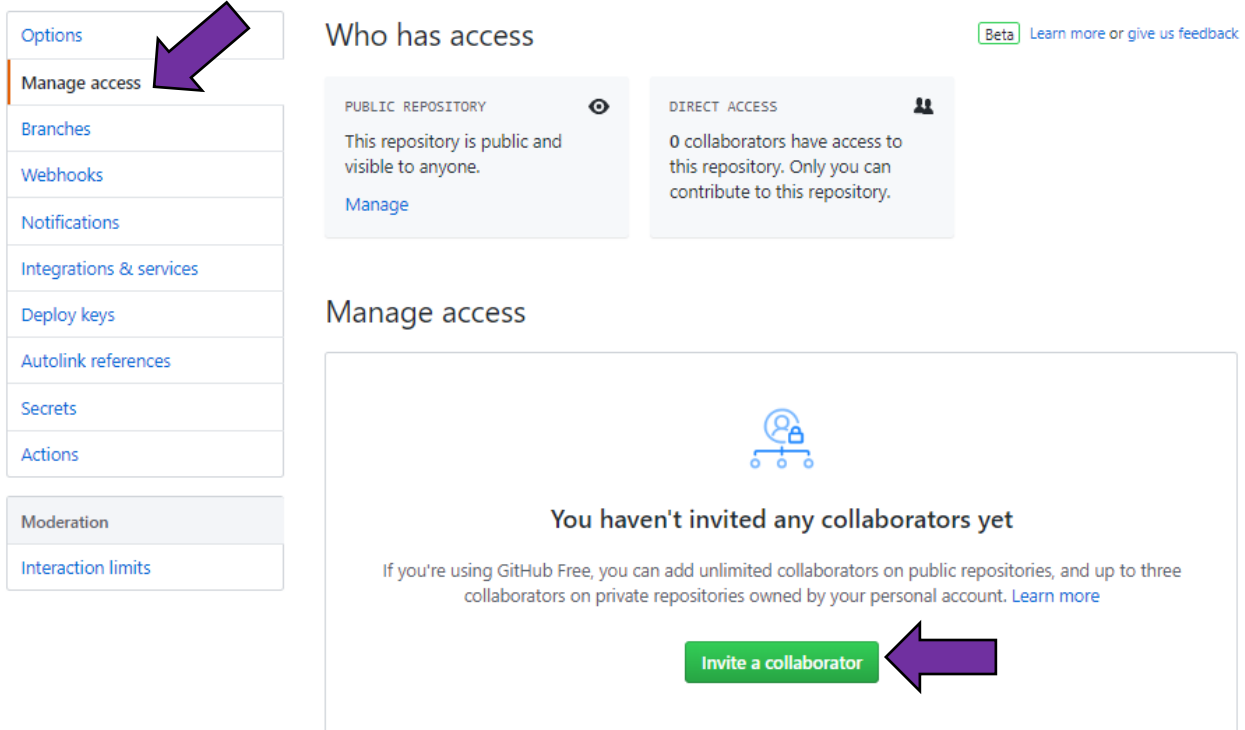 Options
Manage access
Branches
Webhooks
Notifications
Integrations & services
Deploy keys
Autolink references
Secrets
Actions
Moderation
Interaction limits
Who has access
Beta Learn more or give us feedback
PUBLIC REPOSITORY
This repository is public and
visible to anyone.
Manage
DIRECT ACCESS
0 collaborators have access to
this repository. Only you can
contribute to this repository.
Manage access
You haven't invited any collaborators yet
If you're using GitHub Free, you can add unlimited collaborators on public repositories, and up to three
collaborators on private repositories owned by your personal account. Learn more
Invite a collaborator